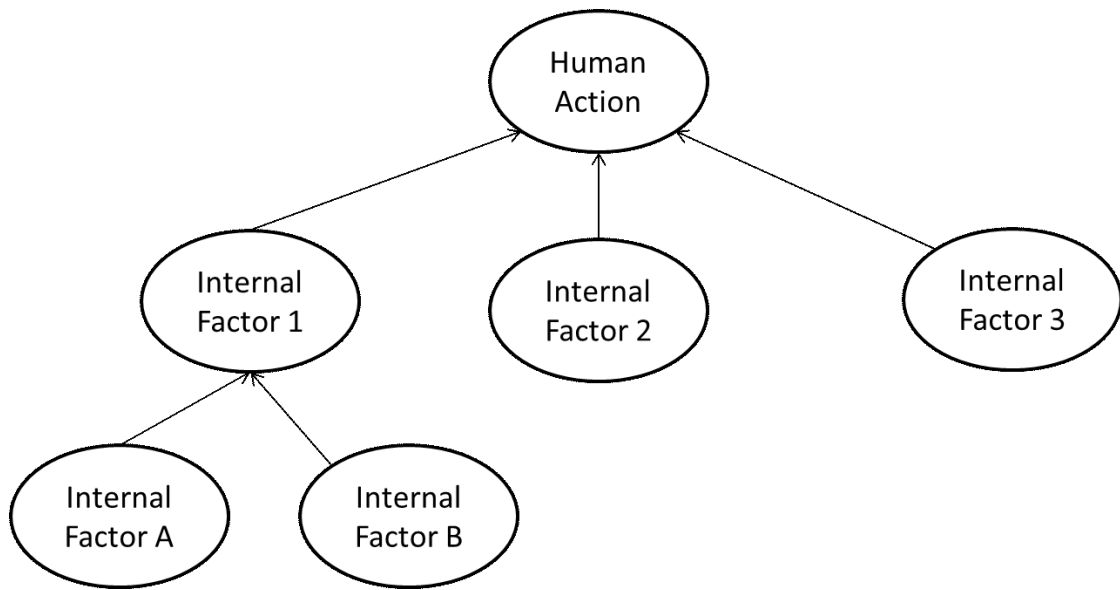 Human
Action
Internal
Factor 1
Internal
Factor 2
Internal
Factor 3
Internal
Factor A
Internal
Factor B